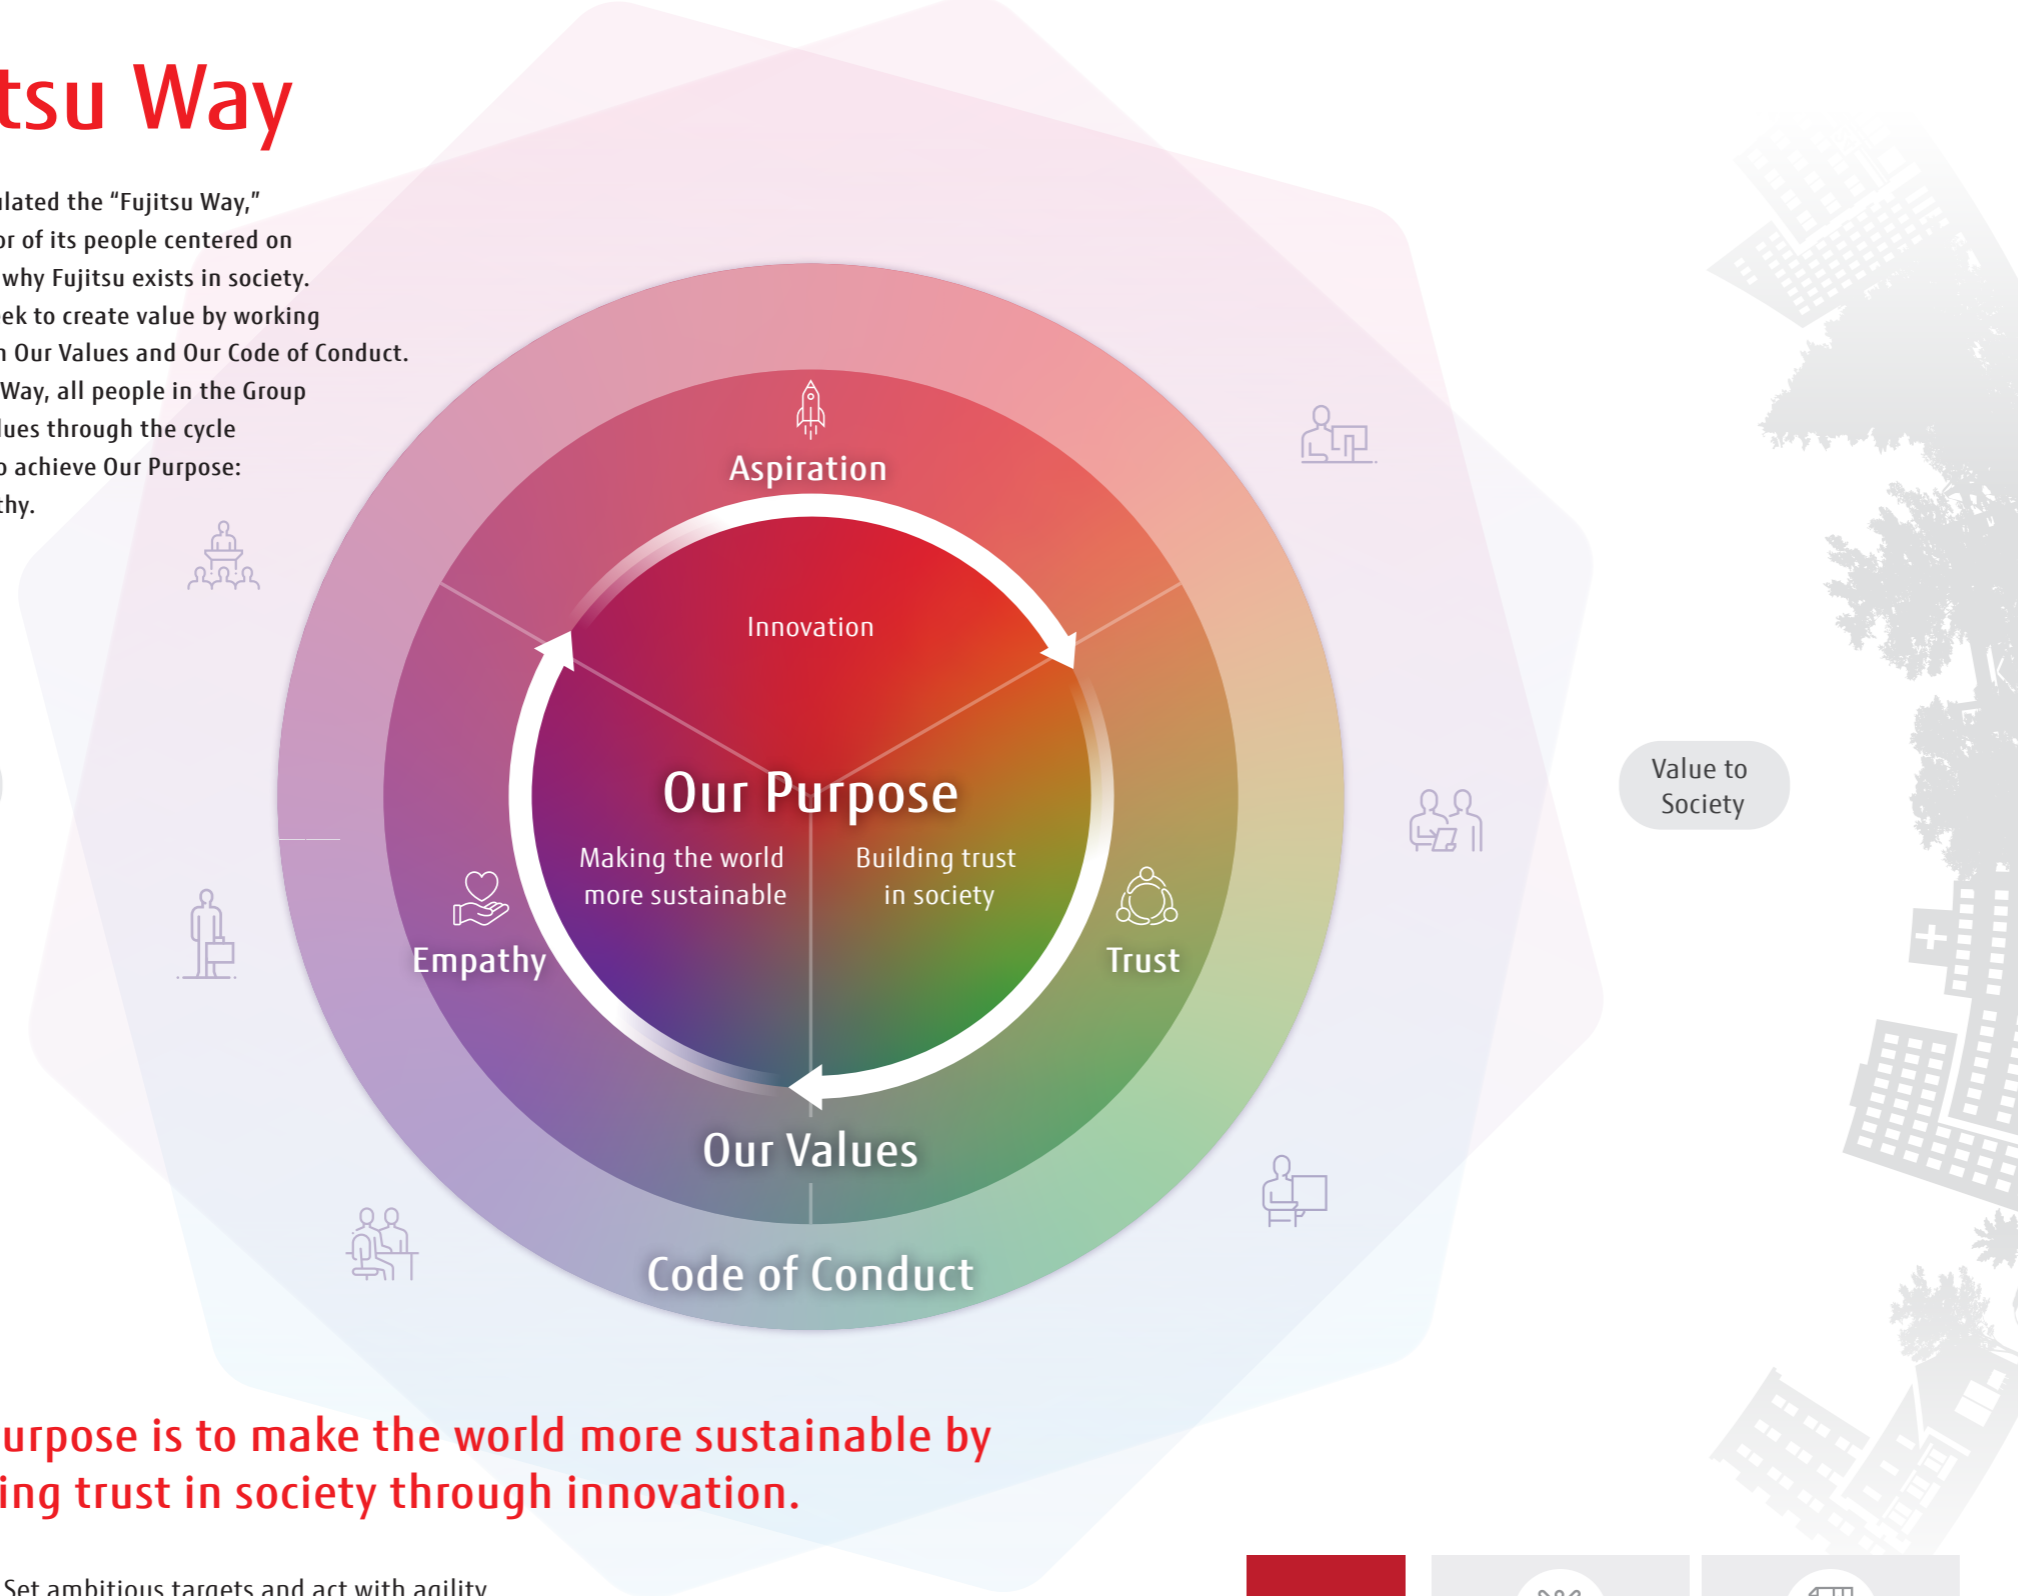 tsu Way
ulated the “Fujitsu Way,”
or of its people centered on
why Fujitsu exists in society.
ek to create value by working
n Our Values and Our Code of Conduct.
Way, all people in the Group
lues through the cycle
o achieve Our Purpose:
thy.
Aspiration
Innovation
Our Purpose
Making the world
more sustainable
Building trust
in society
Empathy
Trust
Our Values
Code of Conduct
Value to
Society
urpose is to make the world more sustainable by
ing trust in society through innovation.
Set ambitious targets and act with agility